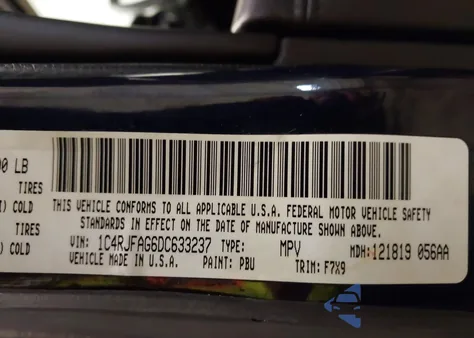 00 LB
TIRES
) COLD
TIRES
) COLD
THIS VEHICLE CONFORMS TO ALL APPLICABLE U.S.A. FEDERAL MOTOR VEHICLE SAFETY
STANDARDS IN EFFECT ON THE DATE OF MANUFACTURE SHOWN ABOVE.
VIN: 1C4RJFAG6DC633237 TYPE: MPV MDH:121819 056AA
VEHICLE MADE IN U.S.A. PAINT: PBU TRIM: F7X9